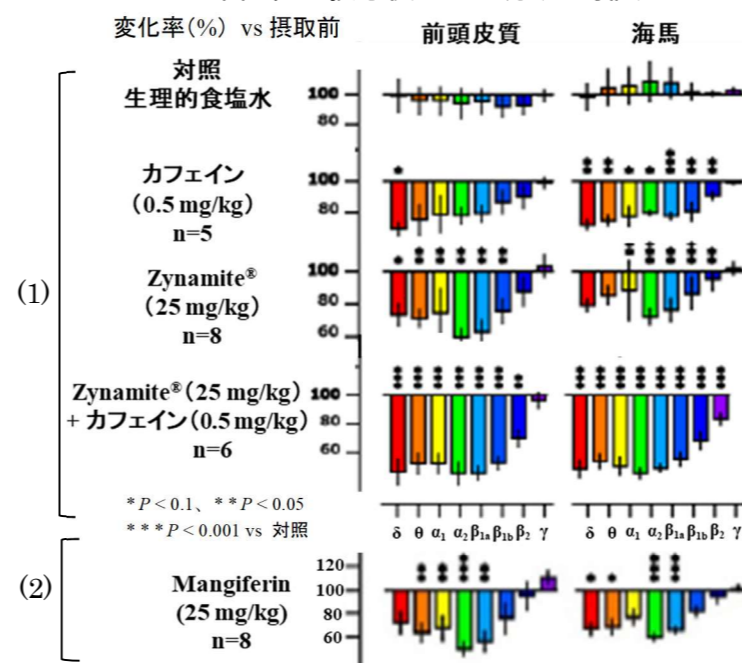 変化率(%) vs 摂取前
前頭皮質
海馬
(1)
対照
生理的食塩水
100
80
カフェイン
(0.5 mg/kg)
n=5
100
80
Zynamite®
(25 mg/kg)
n=8
100
80
60
Zynamite®(25 mg/kg)
+ カフェイン(0.5 mg/kg)
n=6
100
80
60
*P < 0.1、**P < 0.05
***P < 0.001 vs 対照
δ θ α1 α2 β1a β1b β2 γ
δ θ α1 α2 β1a β1b β2 γ
(2)
Mangiferin
(25 mg/kg)
n=8
120
100
80
60